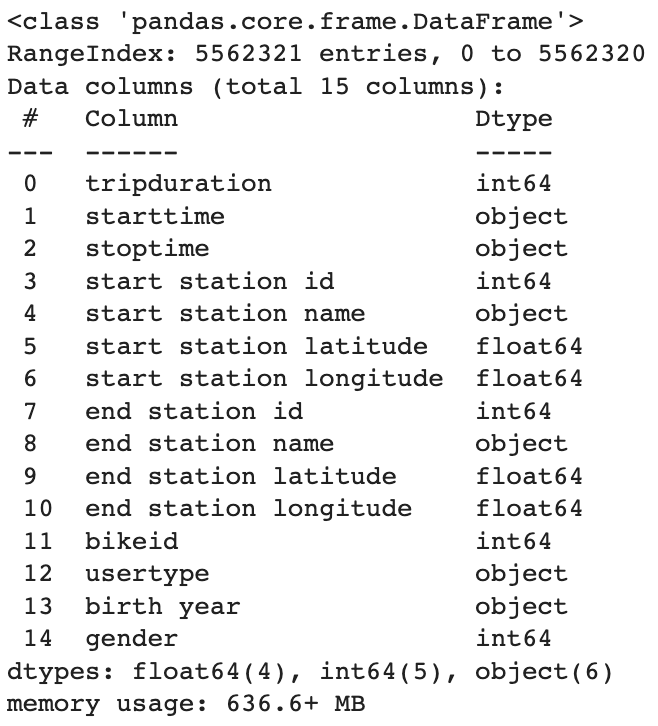 <class 'pandas.core.frame.DataFrame'>
RangeIndex: 5562321 entries, 0 to 5562320
Data columns (total 15 columns):
 #   Column                   Dtype
---  ------                   -----
 0   tripduration             int64
 1   starttime                object
 2   stoptime                 object
 3   start station id         int64
 4   start station name       object
 5   start station latitude   float64
 6   start station longitude  float64
 7   end station id           int64
 8   end station name         object
 9   end station latitude     float64
 10  end station longitude    float64
 11  bikeid                   int64
 12  usertype                 object
 13  birth year               object
 14  gender                   int64
dtypes: float64(4), int64(5), object(6)
memory usage: 636.6+ MB